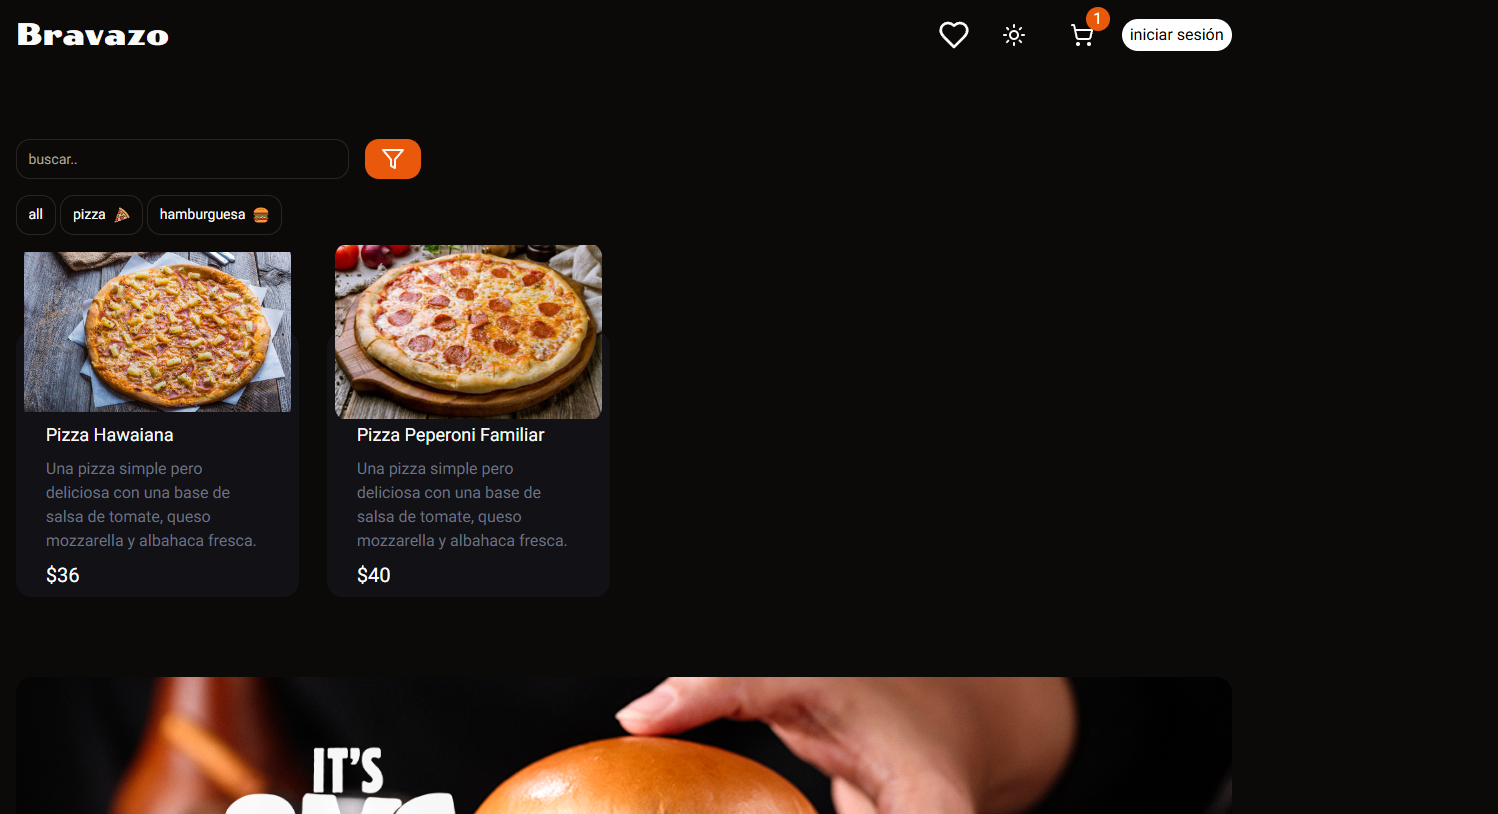 Bravazo
1
iniciar sesión
buscar..
all
pizza 🍕
hamburguesa 🍔
Pizza Hawaiana
Una pizza simple pero
deliciosa con una base de
salsa de tomate, queso
mozzarella y albahaca fresca.
$36
Pizza Peperoni Familiar
Una pizza simple pero
deliciosa con una base de
salsa de tomate, queso
mozzarella y albahaca fresca.
$40
IT'S